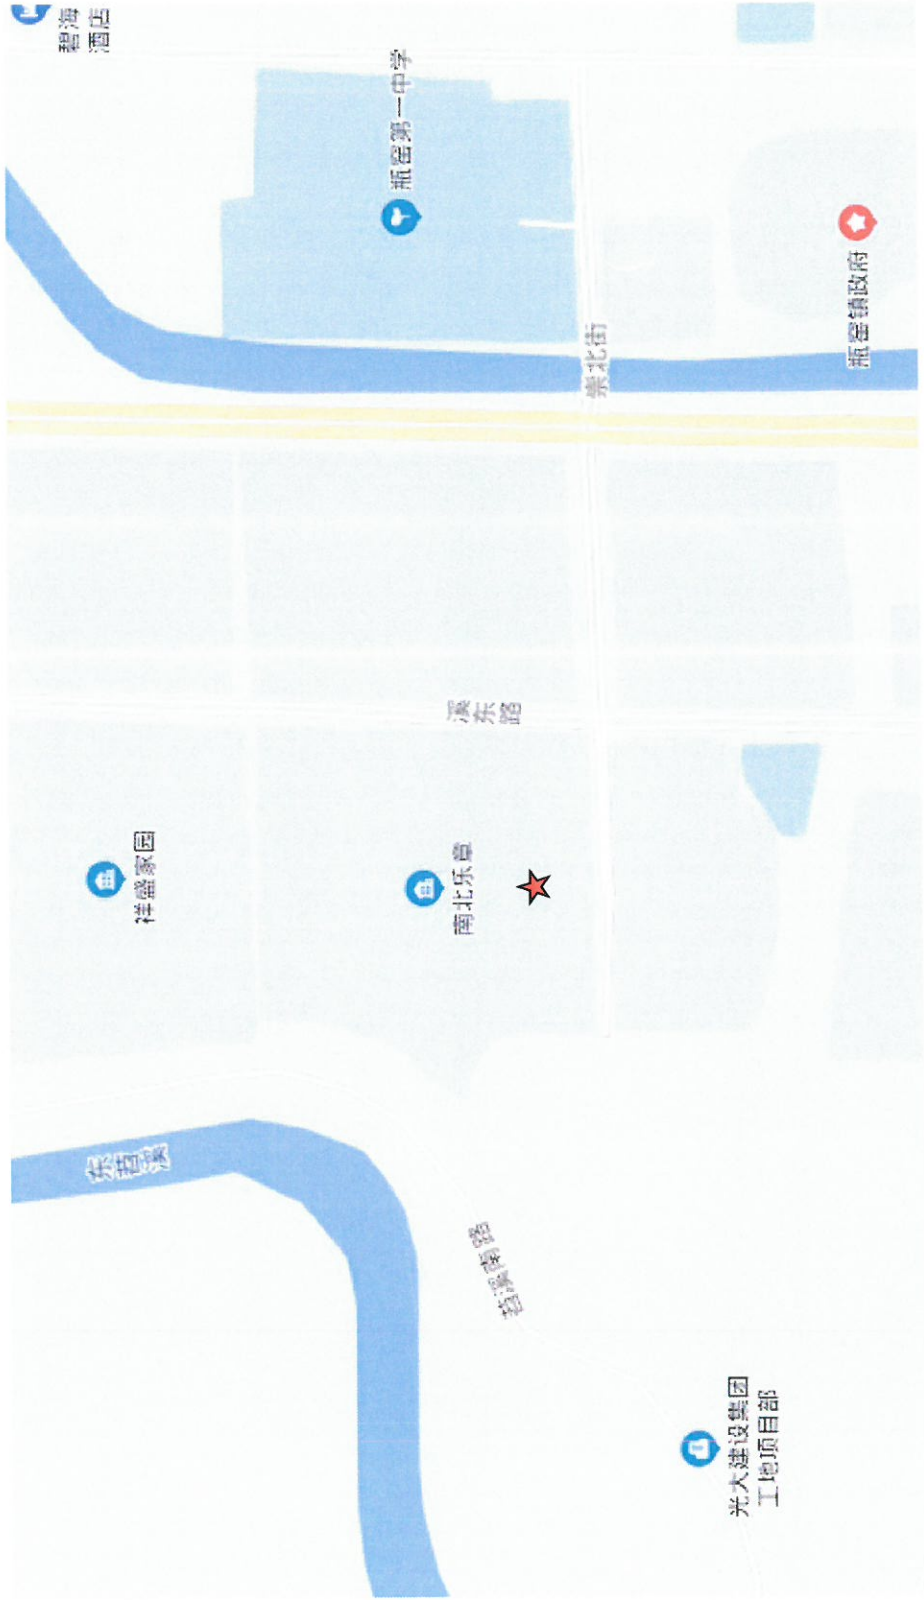 碧海
酒店
东苕溪
祥盛家园
瓶窑第一中学
南北乐章
苕溪南路
溪东路
崇北街
光大建设集团
工地项目部
瓶窑镇政府